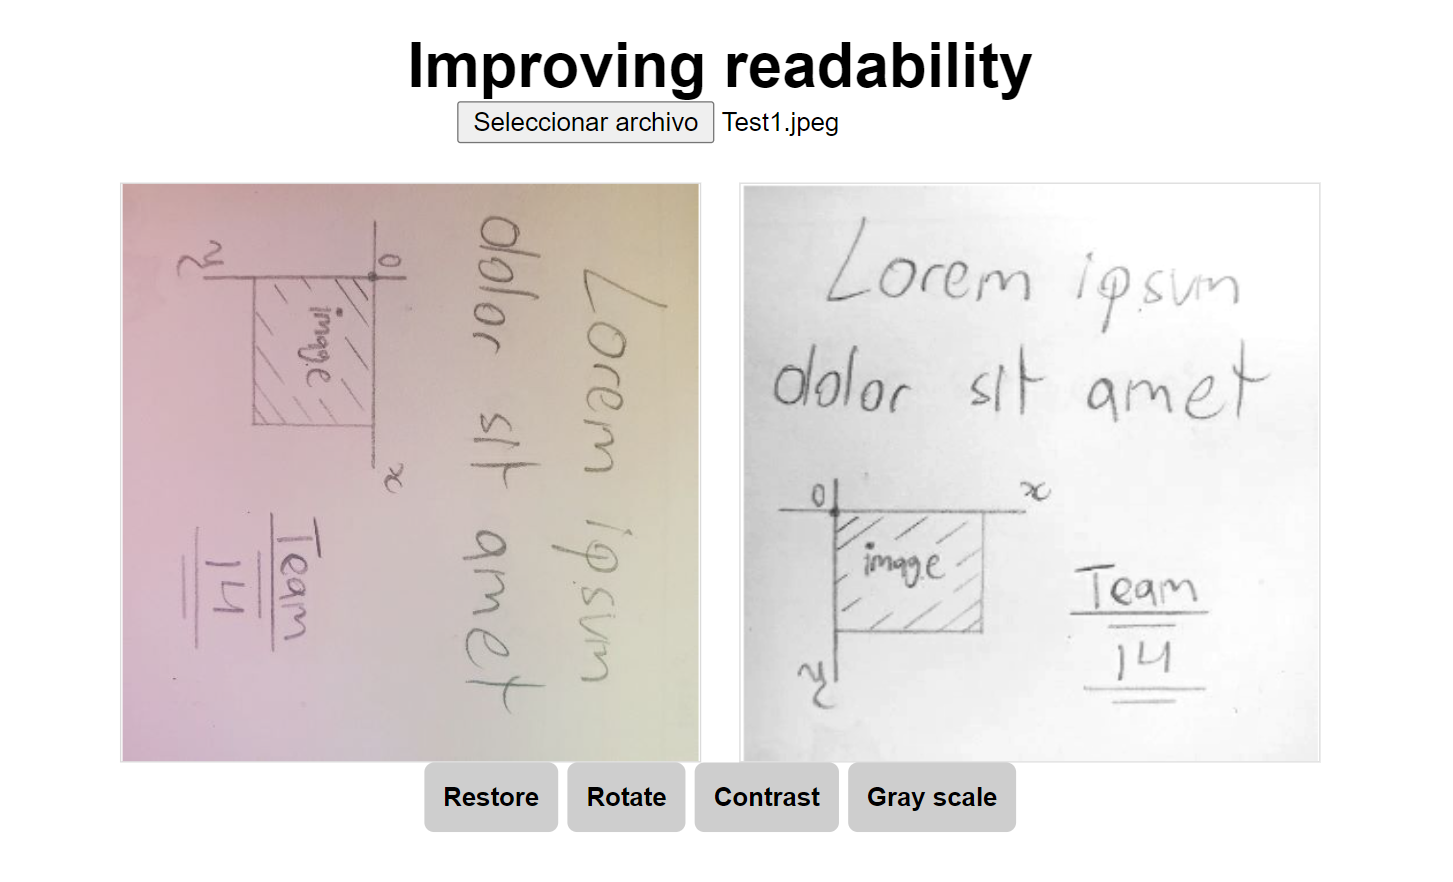 Improving readability
Seleccionar archivo Test1.jpeg
Lorem ipsum
dolor sit amet
0 x
image
y
Team
14
Lorem ipsum
dolor sit amet
0 x
image
y
Team
14
Restore Rotate Contrast Gray scale